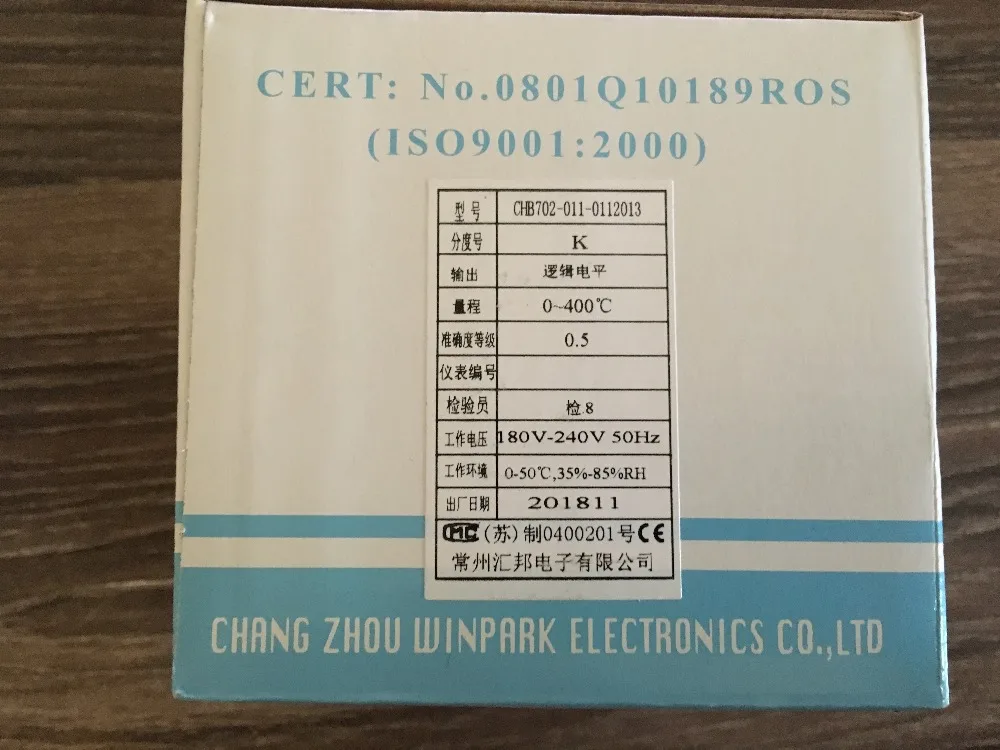 CERT: No.0801Q10189ROS
(ISO9001:2000)
型号 CHB702-011-0112013
分度号 K
输出 逻辑电平
量程 0~400℃
准确度等级 0.5
仪表编号
检验员 检8
工作电压 180V-240V 50Hz
工作环境 0-50℃,35%-85%RH
出厂日期 201811
CMC (苏)制0400201号 CE
常州汇邦电子有限公司
CHANG ZHOU WINPARK ELECTRONICS CO.,LTD